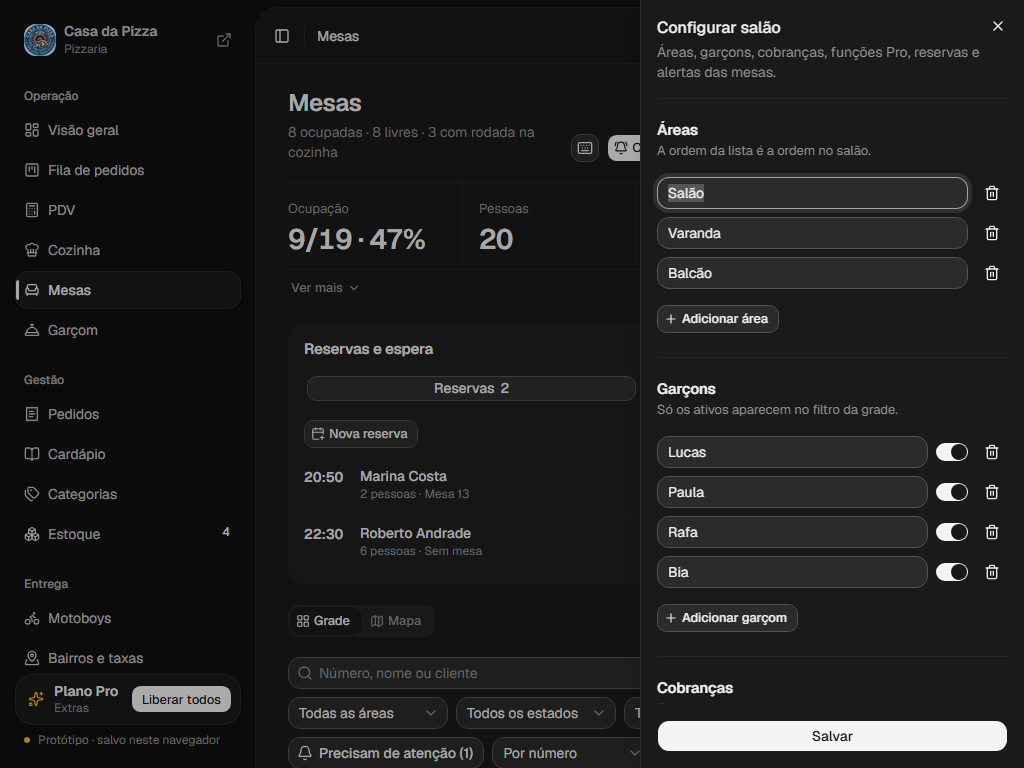 Casa da Pizza
Pizzaria
Operação
Visão geral
Fila de pedidos
PDV
Cozinha
Mesas
Garçom
Gestão
Pedidos
Cardápio
Categorias
Estoque 4
Entrega
Motoboys
Bairros e taxas
Plano Pro
Extras
Liberar todos
Protótipo · salvo neste navegador
Mesas
Mesas
8 ocupadas · 8 livres · 3 com rodada na
cozinha
Ocupação
9/19 · 47%
Pessoas
20
Ver mais
Reservas e espera
Reservas 2
Nova reserva
20:50 Marina Costa
2 pessoas · Mesa 13
22:30 Roberto Andrade
6 pessoas · Sem mesa
Grade Mapa
Número, nome ou cliente
Todas as áreas Todos os estados
Precisam de atenção (1) Por número
Configurar salão
Áreas, garçons, cobranças, funções Pro, reservas e
alertas das mesas.
Áreas
A ordem da lista é a ordem no salão.
Salão
Varanda
Balcão
+ Adicionar área
Garçons
Só os ativos aparecem no filtro da grade.
Lucas
Paula
Rafa
Bia
+ Adicionar garçom
Cobranças
Salvar